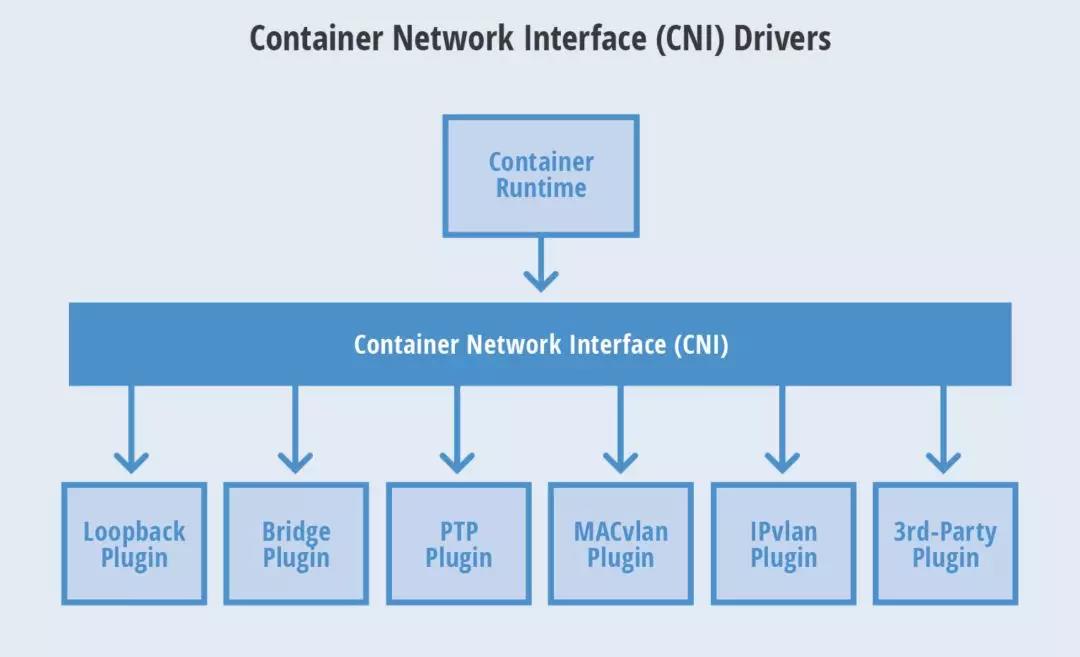 Container Network Interface (CNI) Drivers
Container
Runtime
Container Network Interface (CNI)
Loopback
Plugin
Bridge
Plugin
PTP
Plugin
MACvlan
Plugin
IPvlan
Plugin
3rd-Party
Plugin